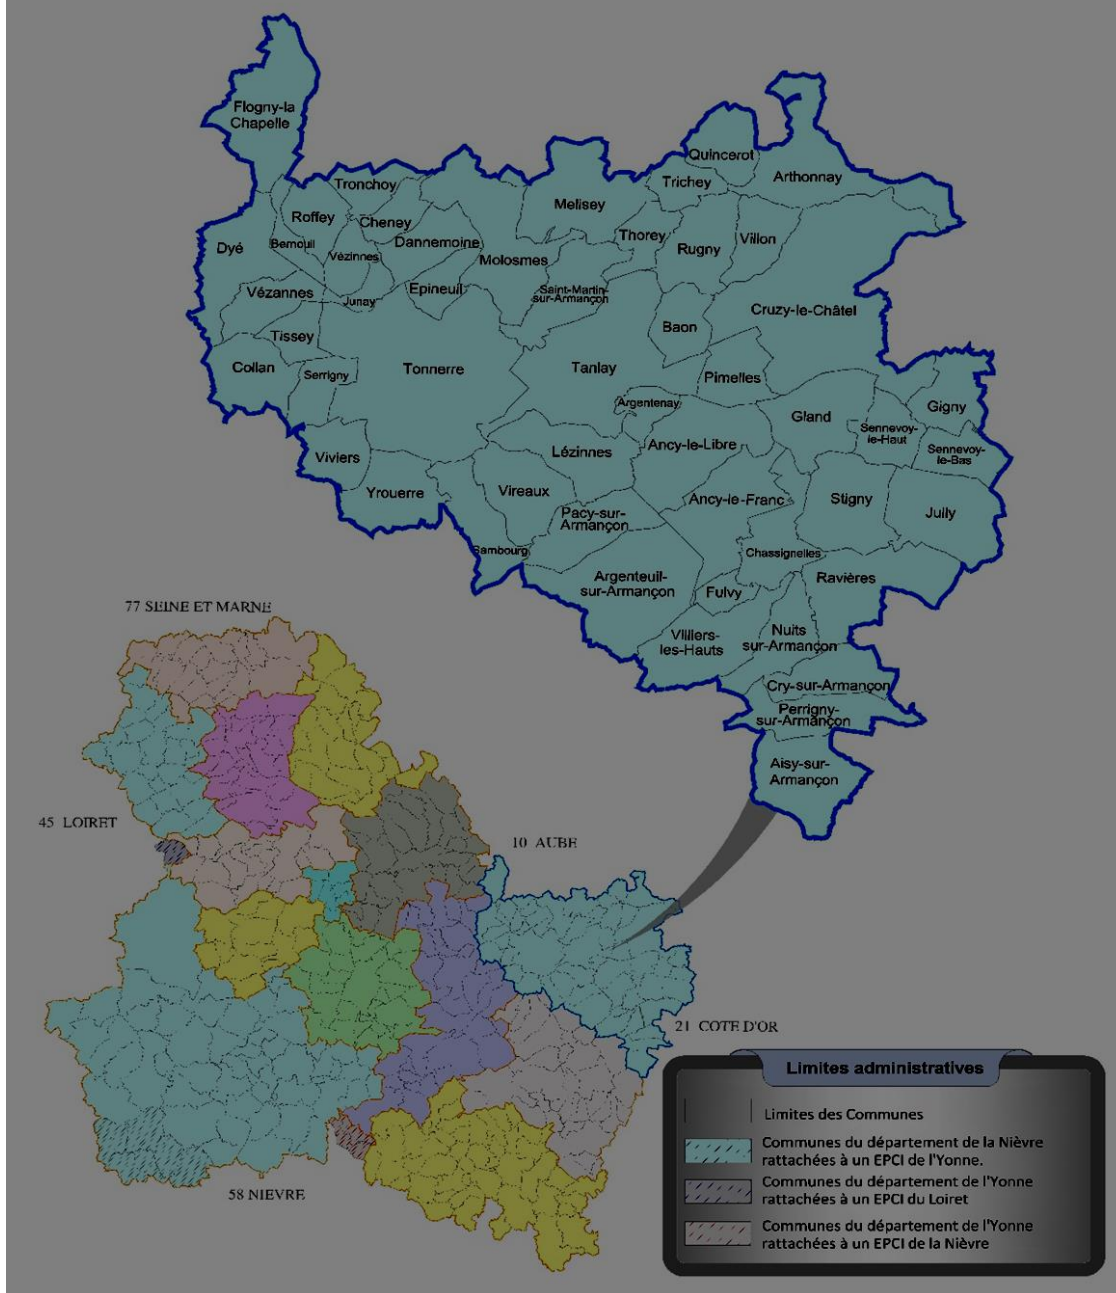 Flogny-la
Chapelle
Quincerot
Tronchoy
Trichey
Arthonnay
Melisey
Roffey
Cheney
Thorey
Villon
Dyé
Bernouil
Dannemoine
Rugny
Vézinnes
Molosmes
Vézannes
Junay
Epineuil
Saint-Martin-
sur-Armançon
Baon
Cruzy-le-Châtel
Tissey
Collan
Serrigny
Tonnerre
Tanlay
Pimelles
Argentenay
Gland
Gigny
Sennevoy-
le-Haut
Ancy-le-Libre
Sennevoy-
le-Bas
Viviers
Lézinnes
Yrouerre
Vireaux
Ancy-le-Franc
Stigny
Juily
Pacy-sur-
Armançon
Sambourg
Chassignelles
Argenteuil-
sur-Armançon
Fulvy
Ravières
Vlillers-
les-Hauts
Nuits
sur-Armançon
Cry-sur-Armançon
Perrigny-
sur-Armançon
Aisy-sur-
Armançon
77 SEINE ET MARNE
45 LOIRET
10 AUBE
21 COTE D'OR
58 NIEVRE
Limites administratives
Limites des Communes
Communes du département de la Nièvre
rattachées à un EPCI de l'Yonne.
Communes du département de l'Yonne
rattachées à un EPCI du Loiret
Communes du département de l'Yonne
rattachées à un EPCI de la Nièvre